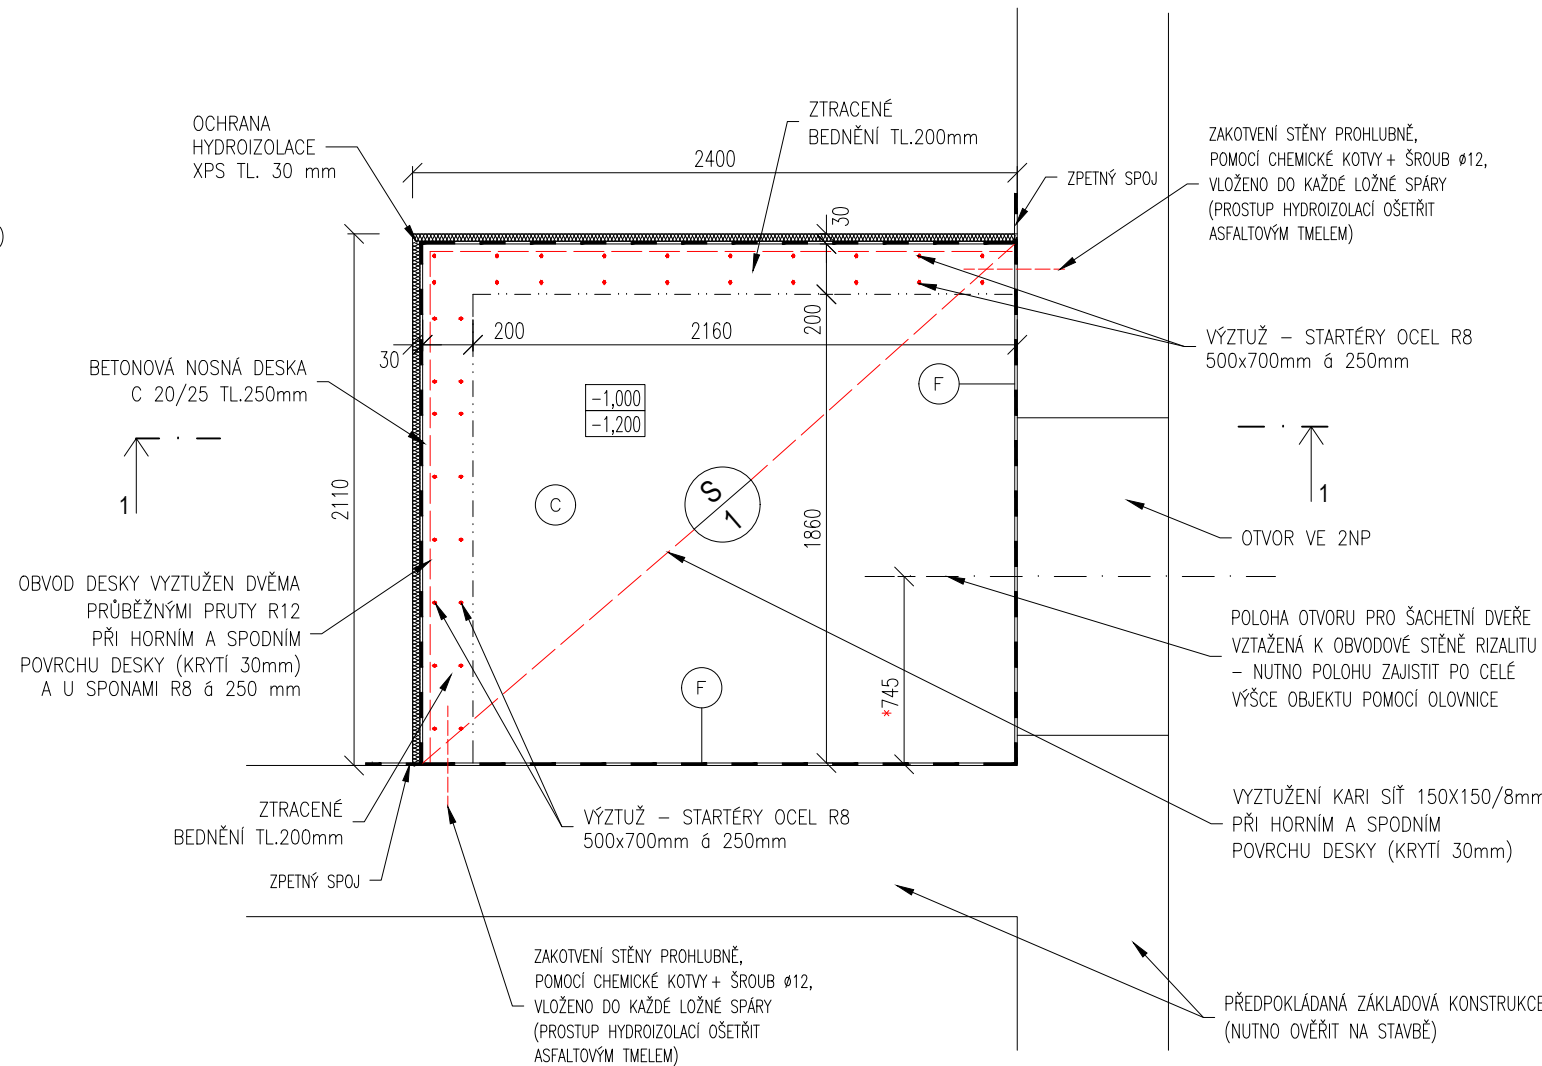 OCHRANA
HYDROIZOLACE
XPS TL. 30 mm
ZTRACENÉ
BEDNĚNÍ TL.200mm
2400
ZPETNÝ SPOJ
ZAKOTVENÍ STĚNY PROHLUBNĚ,
POMOCÍ CHEMICKÉ KOTVY+ ŠROUB ø12,
VLOŽENO DO KAŽDÉ LOŽNÉ SPÁRY
(PROSTUP HYDROIZOLACÍ OŠETŘIT
ASFALTOVÝM TMELEM)
)
30
200
200
2160
30
VÝZTUŽ – STARTÉRY OCEL R8
500x700mm á 250mm
BETONOVÁ NOSNÁ DESKA
C 20/25 TL.250mm
-1,000
-1,200
F
1
2110
C
S
1
1860
1
OTVOR VE 2NP
OBVOD DESKY VYZTUŽEN DVĚMA
PRŮBĚŽNÝMI PRUTY R12
PŘI HORNÍM A SPODNÍM
POVRCHU DESKY (KRYTÍ 30mm)
A U SPONAMI R8 á 250 mm
POLOHA OTVORU PRO ŠACHETNÍ DVEŘE
VZTAŽENÁ K OBVODOVÉ STĚNĚ RIZALITU
– NUTNO POLOHU ZAJISTIT PO CELÉ
VÝŠCE OBJEKTU POMOCÍ OLOVNICE
F
*745
ZTRACENÉ
BEDNĚNÍ TL.200mm
ZPETNÝ SPOJ
VÝZTUŽ – STARTÉRY OCEL R8
500x700mm á 250mm
VYZTUŽENÍ KARI SÍŤ 150X150/8mm
PŘI HORNÍM A SPODNÍM
POVRCHU DESKY (KRYTÍ 30mm)
ZAKOTVENÍ STĚNY PROHLUBNĚ,
POMOCÍ CHEMICKÉ KOTVY+ ŠROUB ø12,
VLOŽENO DO KAŽDÉ LOŽNÉ SPÁRY
(PROSTUP HYDROIZOLACÍ OŠETŘIT
ASFALTOVÝM TMELEM)
PŘEDPOKLÁDANÁ ZÁKLADOVÁ KONSTRUKCE
(NUTNO OVĚŘIT NA STAVBĚ)